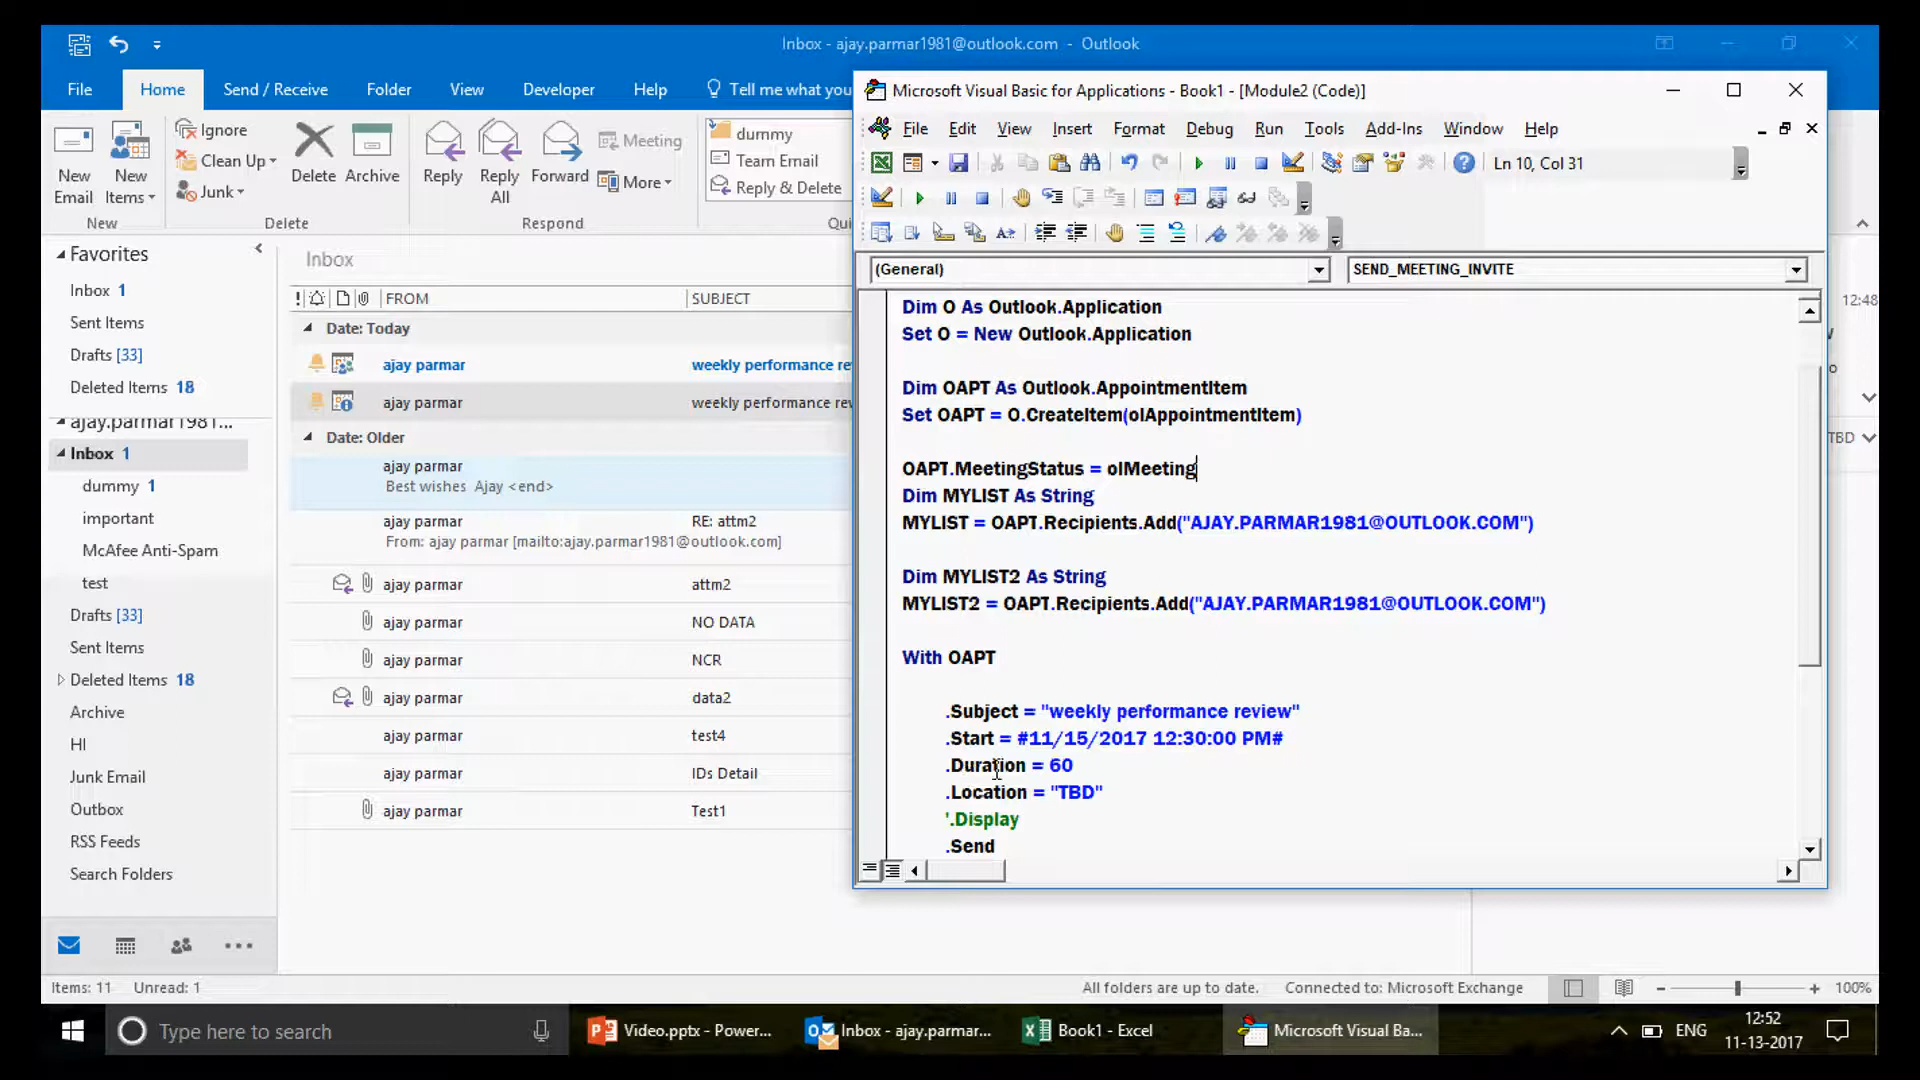 Inbox - ajay.parmar1981@outlook.com - Outlook
File Home Send / Receive Folder View Developer Help Tell me what you
New Email
New Items
Ignore
Clean Up
Junk
Delete
Archive
Reply
Reply All
Forward
Meeting
More
dummy
Team Email
Reply & Delete
New Delete Respond Qui
Favorites
Inbox 1
Sent Items
Drafts [33]
Deleted Items 18
ajay.parmar1981...
Inbox 1
dummy 1
important
McAfee Anti-Spam
test
Drafts [33]
Sent Items
Deleted Items 18
Archive
HI
Junk Email
Outbox
RSS Feeds
Search Folders
Inbox
FROM SUBJECT
Date: Today
ajay parmar weekly performance re
ajay parmar weekly performance rev
Date: Older
ajay parmar
Best wishes Ajay <end>
ajay parmar RE: attm2
From: ajay parmar [mailto:ajay.parmar1981@outlook.com]
ajay parmar attm2
ajay parmar NO DATA
ajay parmar NCR
ajay parmar data2
ajay parmar test4
ajay parmar IDs Detail
ajay parmar Test1
Microsoft Visual Basic for Applications - Book1 - [Module2 (Code)]
File Edit View Insert Format Debug Run Tools Add-Ins Window Help
Ln 10, Col 31
(General) SEND_MEETING_INVITE
Dim O As Outlook.Application
Set O = New Outlook.Application
Dim OAPT As Outlook.AppointmentItem
Set OAPT = O.CreateItem(olAppointmentItem)
OAPT.MeetingStatus = olMeeting
Dim MYLIST As String
MYLIST = OAPT.Recipients.Add("AJAY.PARMAR1981@OUTLOOK.COM")
Dim MYLIST2 As String
MYLIST2 = OAPT.Recipients.Add("AJAY.PARMAR1981@OUTLOOK.COM")
With OAPT
.Subject = "weekly performance review"
.Start = #11/15/2017 12:30:00 PM#
.Duration = 60
.Location = "TBD"
'.Display
.Send
12:48
TBD
Items: 11 Unread: 1 All folders are up to date. Connected to: Microsoft Exchange 100%
Type here to search
Video.pptx - Power...
Inbox - ajay.parmar...
Book1 - Excel
Microsoft Visual Ba...
ENG
12:52
11-13-2017